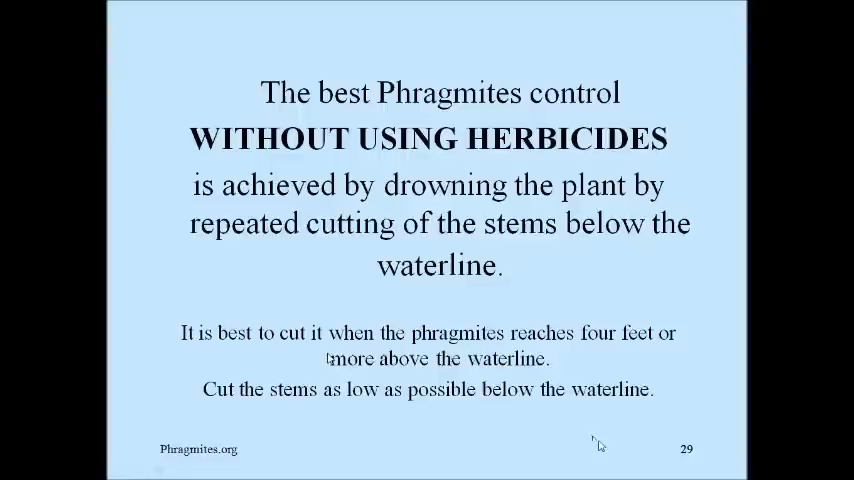 The best Phragmites control
WITHOUT USING HERBICIDES
is achieved by drowning the plant by
repeated cutting of the stems below the
waterline.
It is best to cut it when the phragmites reaches four feet or
more above the waterline.
Cut the stems as low as possible below the waterline.
Phragmites.org
29